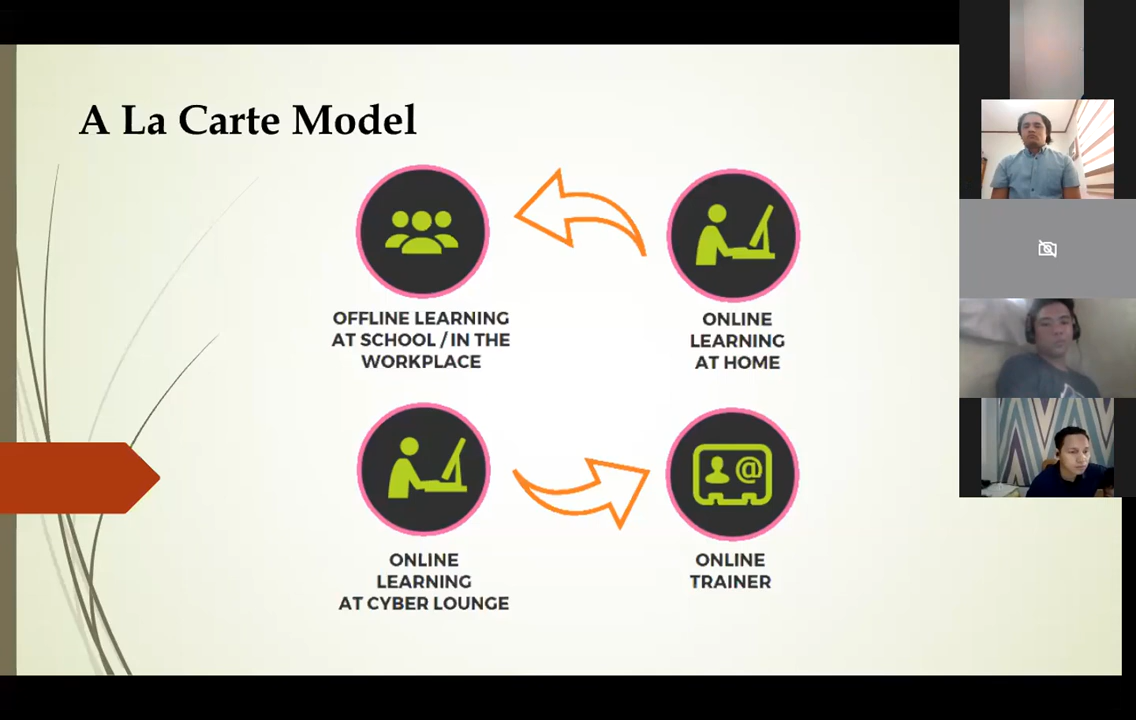 A La Carte Model
OFFLINE LEARNING
AT SCHOOL / IN THE
WORKPLACE
ONLINE
LEARNING
AT HOME
ONLINE
LEARNING
AT CYBER LOUNGE
@
ONLINE
TRAINER